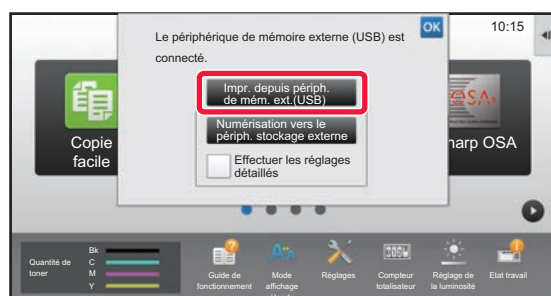 Le périphérique de mémoire externe (USB) est
connecté.
OK
10:15
Impr. depuis périph.
de mém. ext.(USB)
Numérisation vers le
périph. stockage externe
Effectuer les réglages
détaillés
Copie
facile
harp OSA
Quantité de
toner
Bk
C
M
Y
Guide de
fonctionnement
Mode
affichage
Réglages
Compteur
totalisateur
Réglage de
la luminosité
Etat travail